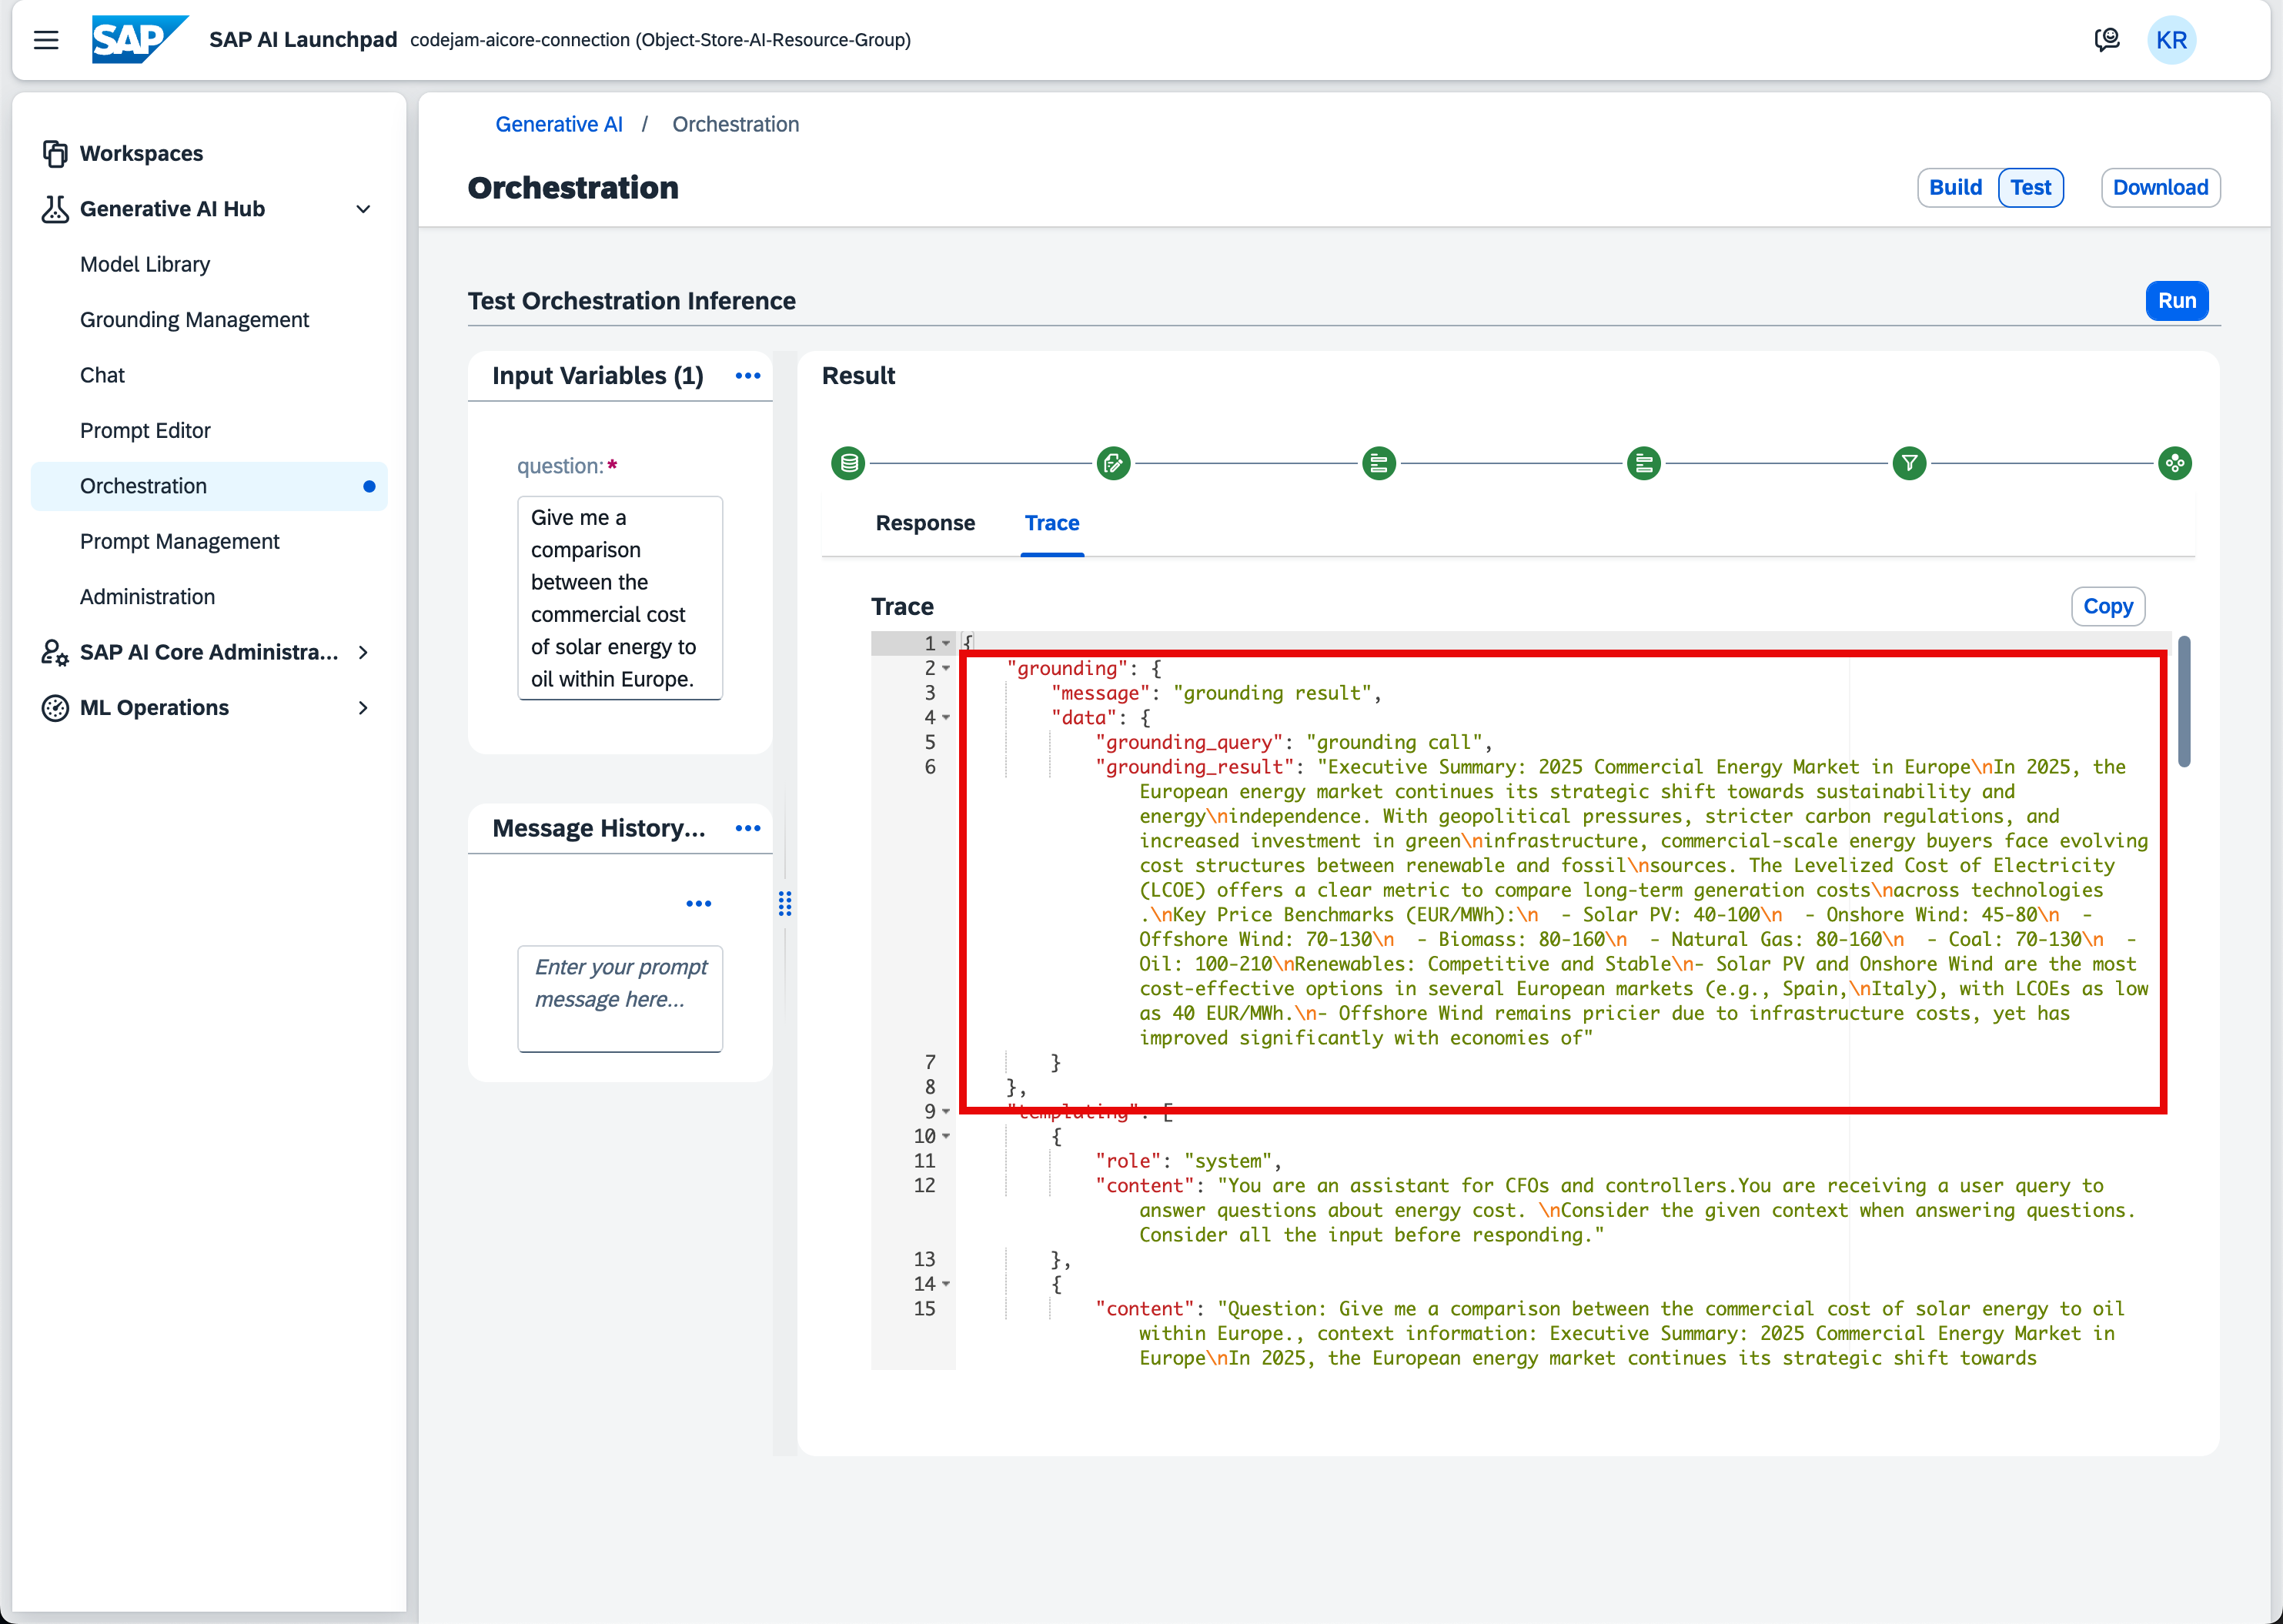 SAP SAP AI Launchpad codejam-aicore-connection (Object-Store-AI-Resource-Group) KR
Workspaces
Generative AI Hub
Model Library
Grounding Management
Chat
Prompt Editor
Orchestration
Prompt Management
Administration
SAP AI Core Administra...
ML Operations
Generative AI / Orchestration
Orchestration
Build Test Download
Test Orchestration Inference
Run
Input Variables (1)
question:*
Give me a
comparison
between the
commercial cost
of solar energy to
oil within Europe.
Message History...
Enter your prompt
message here...
Result
Response Trace
Trace
Copy
1 {
2 "grounding": {
3 "message": "grounding result",
4 "data": {
5 "grounding_query": "grounding call",
6 "grounding_result": "Executive Summary: 2025 Commercial Energy Market in Europe\nIn 2025, the
European energy market continues its strategic shift towards sustainability and
energy\nindependence. With geopolitical pressures, stricter carbon regulations, and
increased investment in green\ninfrastructure, commercial-scale energy buyers face evolving
cost structures between renewable and fossil\nsources. The Levelized Cost of Electricity
(LCOE) offers a clear metric to compare long-term generation costs\nacross technologies
.\nKey Price Benchmarks (EUR/MWh):\n  - Solar PV: 40-100\n  - Onshore Wind: 45-80\n  -
Offshore Wind: 70-130\n  - Biomass: 80-160\n  - Natural Gas: 80-160\n  - Coal: 70-130\n  -
Oil: 100-210\nRenewables: Competitive and Stable\n- Solar PV and Onshore Wind are the most
cost-effective options in several European markets (e.g., Spain,\nItaly), with LCOEs as low
as 40 EUR/MWh.\n- Offshore Wind remains pricier due to infrastructure costs, yet has
improved significantly with economies of"
7 }
8 },
9 "templating": [
10 {
11 "role": "system",
12 "content": "You are an assistant for CFOs and controllers.You are receiving a user query to
answer questions about energy cost. \nConsider the given context when answering questions.
Consider all the input before responding."
13 },
14 {
15 "content": "Question: Give me a comparison between the commercial cost of solar energy to oil
within Europe., context information: Executive Summary: 2025 Commercial Energy Market in
Europe\nIn 2025, the European energy market continues its strategic shift towards